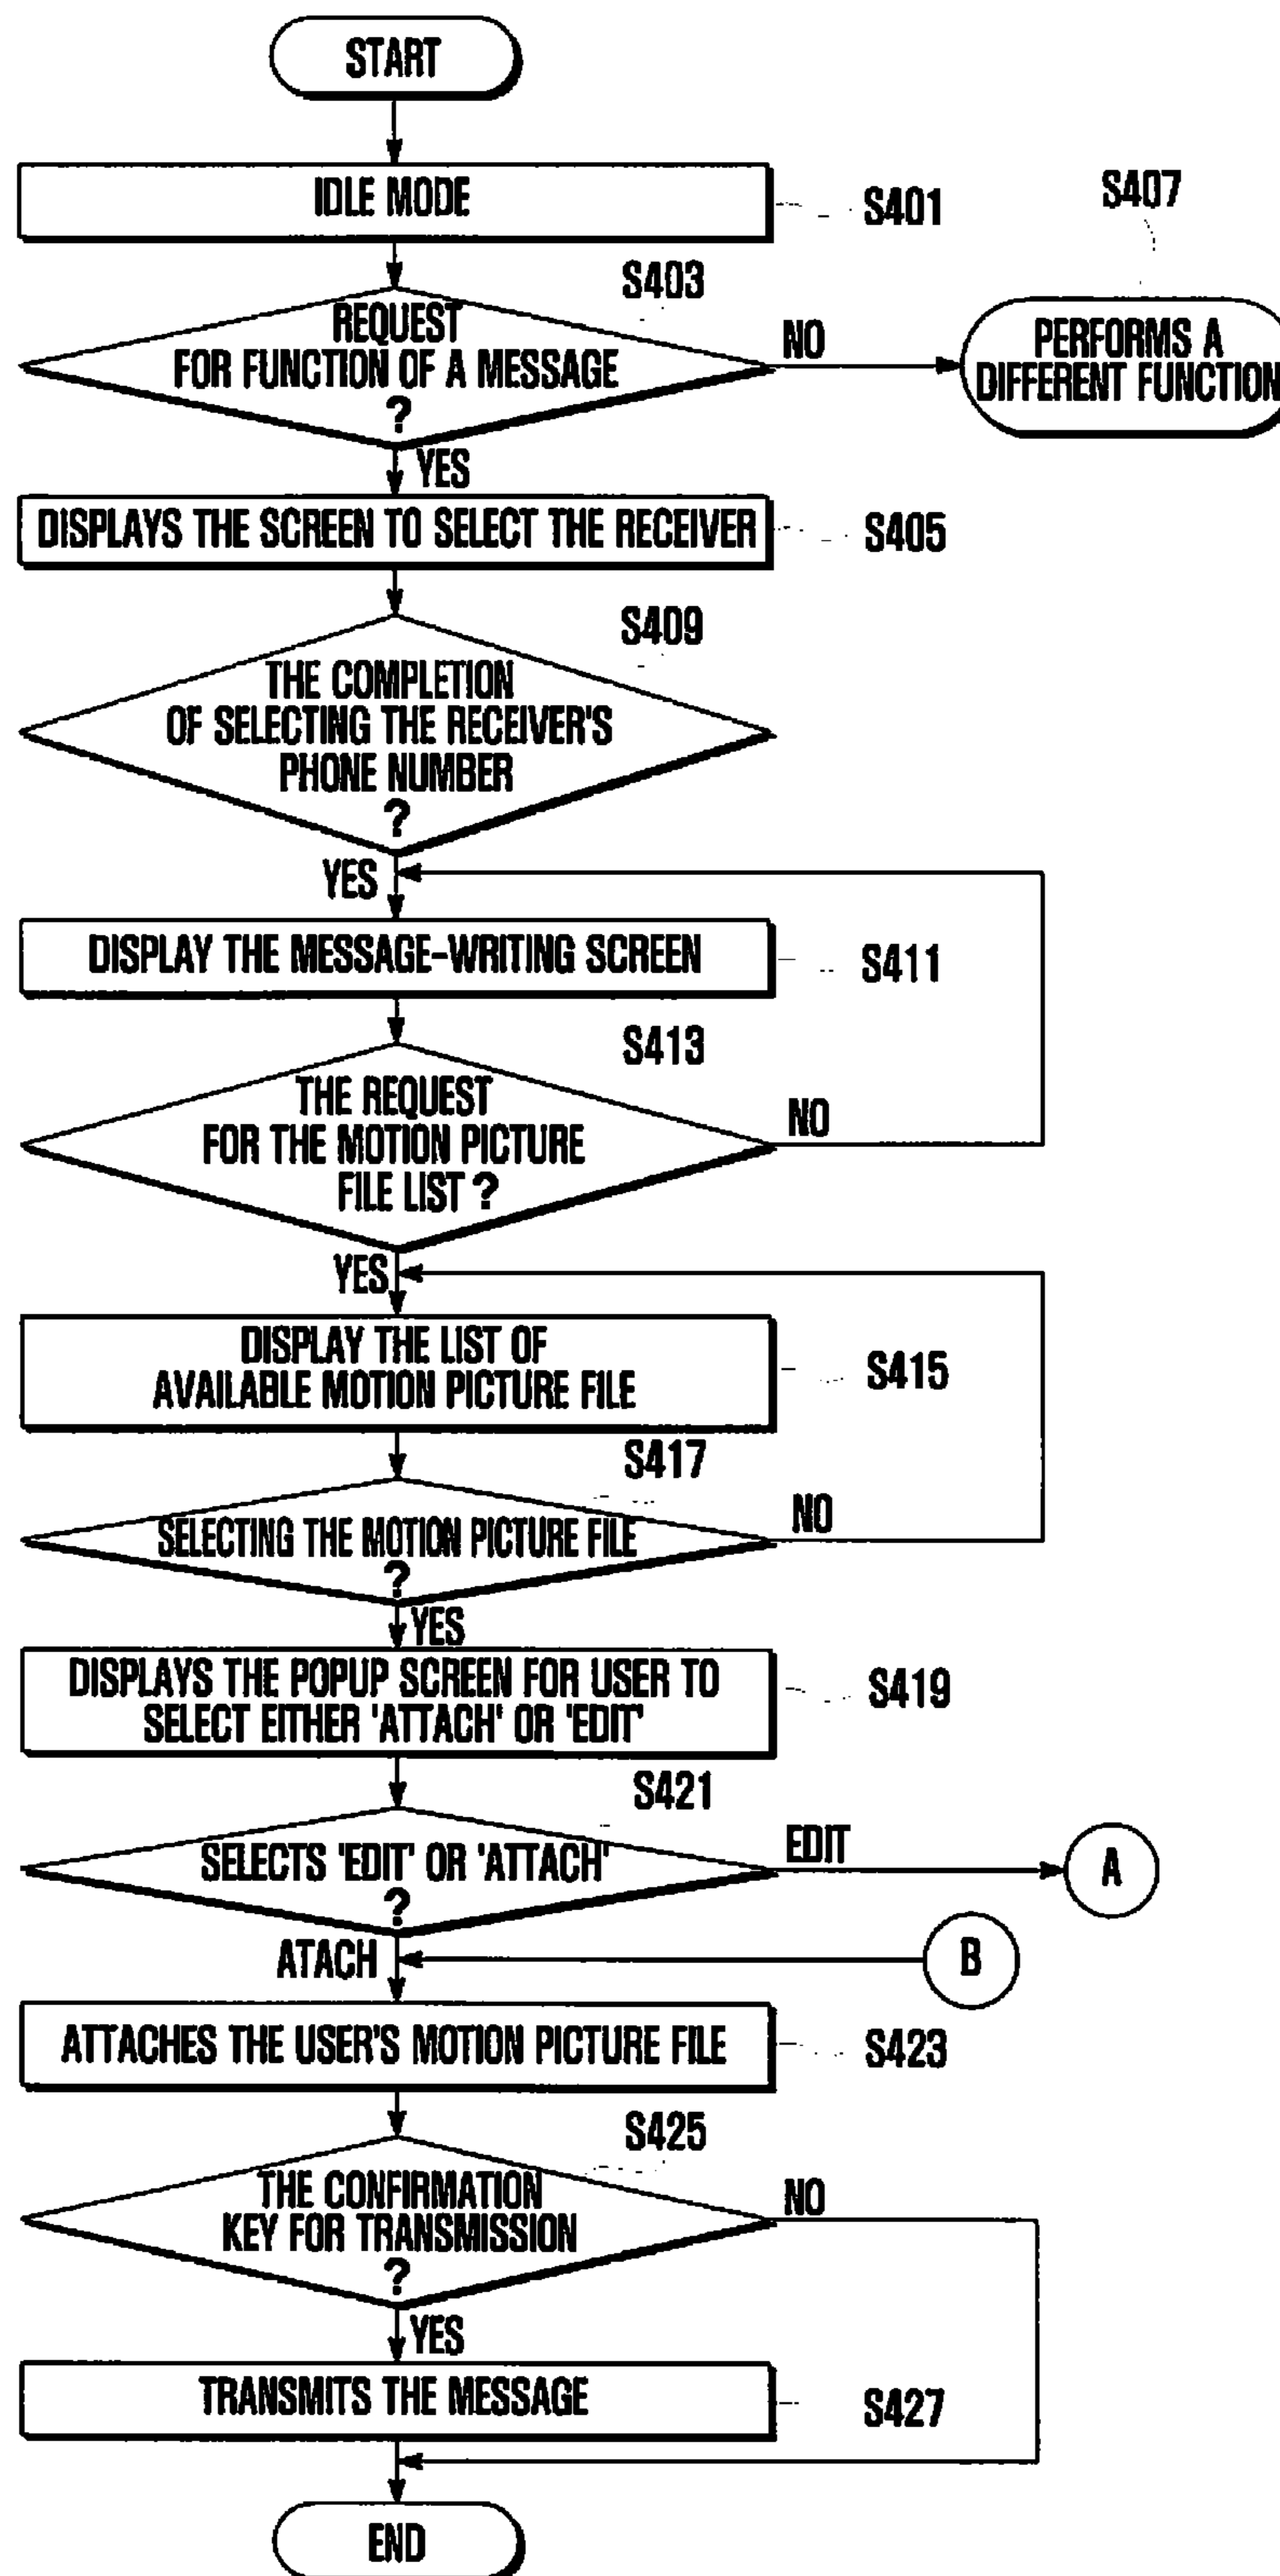 START
IDLE MODE
S401
S407
S403
REQUEST
FOR FUNCTION OF A MESSAGE
?
NO
PERFORMS A
DIFFERENT FUNCTION
YES
DISPLAYS THE SCREEN TO SELECT THE RECEIVER
S405
S409
THE COMPLETION
OF SELECTING THE RECEIVER'S
PHONE NUMBER
?
YES
DISPLAY THE MESSAGE-WRITING SCREEN
S411
S413
THE REQUEST
FOR THE MOTION PICTURE
FILE LIST ?
NO
YES
DISPLAY THE LIST OF
AVAILABLE MOTION PICTURE FILE
S415
S417
SELECTING THE MOTION PICTURE FILE
?
NO
YES
DISPLAYS THE POPUP SCREEN FOR USER TO
SELECT EITHER 'ATTACH' OR 'EDIT'
S419
S421
SELECTS 'EDIT' OR 'ATTACH'
?
EDIT
A
ATACH
B
ATTACHES THE USER'S MOTION PICTURE FILE
S423
S425
THE CONFIRMATION
KEY FOR TRANSMISSION
?
NO
YES
TRANSMITS THE MESSAGE
S427
END